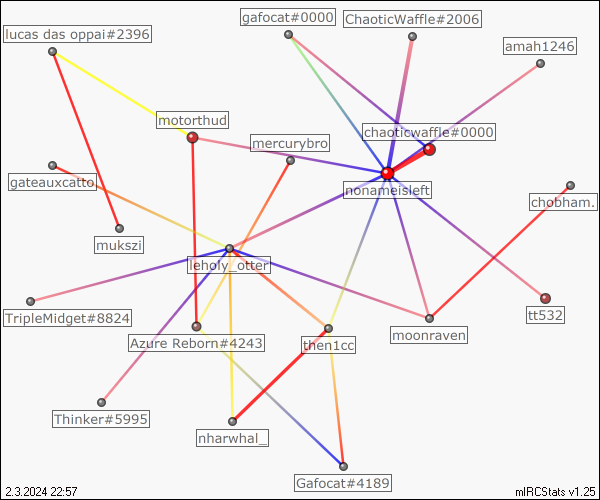 gafocat#0000
ChaoticWaffle#2006
lucas das oppai#2396
amah1246
motorthud
chaoticwaffle#0000
mercurybro
gateauxcatto
nonameisleft
chobham.
mukszi
leholy_otter
TripleMidget#8824
tt532
Azure Reborn#4243
then1cc
moonraven
Thinker#5995
nharwhal_
Gafocat#4189
2.3.2024 22:57
mIRCStats v1.25